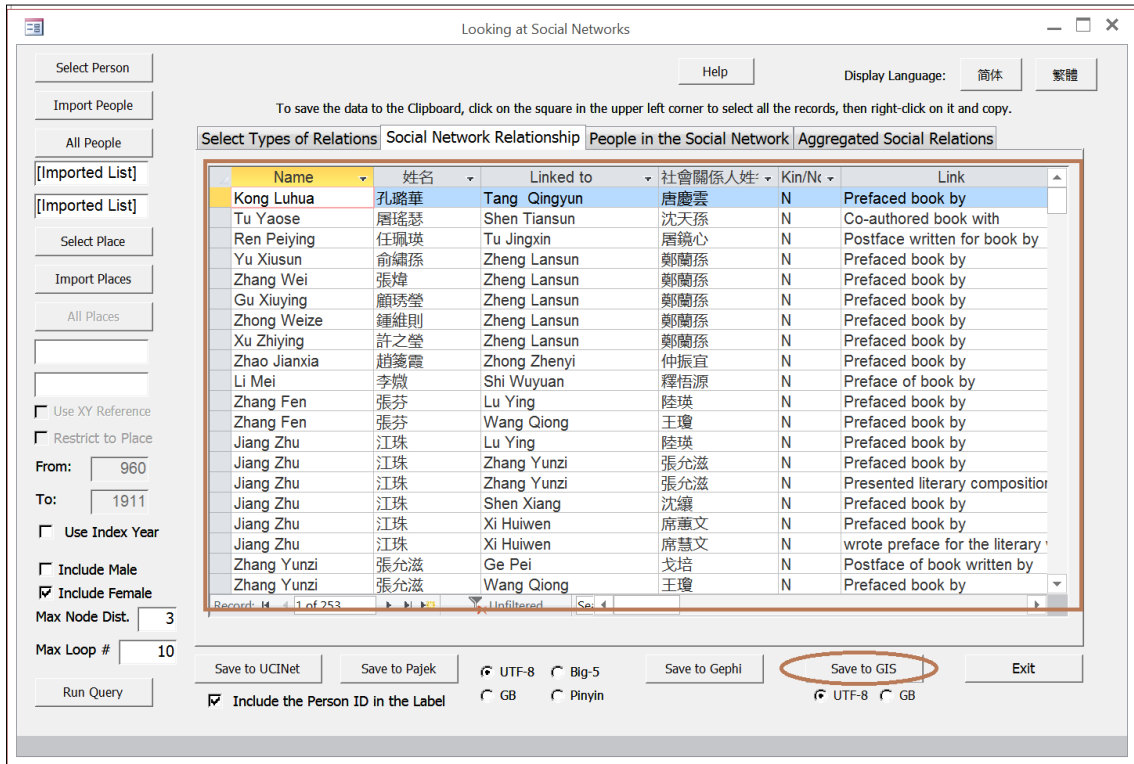 Looking at Social Networks
Select Person
Help
Display Language:
简体
繁體
Import People
To save the data to the Clipboard, click on the square in the upper left corner to select all the records, then right-click on it and copy.
All People
Select Types of Relations Social Network Relationship People in the Social Network Aggregated Social Relations
[Imported List]
[Imported List]
Select Place
Import Places
All Places
Use XY Reference
Restrict to Place
From: 960
To: 1911
Use Index Year
Include Male
Include Female
Max Node Dist. 3
Max Loop # 10
Run Query
Name 姓名 Linked to 社會關係人姓 Kin/Nc Link
Kong Luhua 孔璐華 Tang Qingyun 唐慶雲 N Prefaced book by
Tu Yaose 屠瑤瑟 Shen Tiansun 沈天孫 N Co-authored book with
Ren Peiying 任珮瑛 Tu Jingxin 屠鏡心 N Postface written for book by
Yu Xiusun 俞繡孫 Zheng Lansun 鄭蘭孫 N Prefaced book by
Zhang Wei 張煒 Zheng Lansun 鄭蘭孫 N Prefaced book by
Gu Xiuying 顧琇瑩 Zheng Lansun 鄭蘭孫 N Prefaced book by
Zhong Weize 鍾維則 Zheng Lansun 鄭蘭孫 N Prefaced book by
Xu Zhiying 許之瑩 Zheng Lansun 鄭蘭孫 N Prefaced book by
Zhao Jianxia 趙箋霞 Zhong Zhenyi 仲振宜 N Prefaced book by
Li Mei 李媺 Shi Wuyuan 釋悟源 N Preface of book by
Zhang Fen 張芬 Lu Ying 陸瑛 N Prefaced book by
Zhang Fen 張芬 Wang Qiong 王瓊 N Prefaced book by
Jiang Zhu 江珠 Lu Ying 陸瑛 N Prefaced book by
Jiang Zhu 江珠 Zhang Yunzi 張允滋 N Prefaced book by
Jiang Zhu 江珠 Zhang Yunzi 張允滋 N Presented literary composition
Jiang Zhu 江珠 Shen Xiang 沈纕 N Prefaced book by
Jiang Zhu 江珠 Xi Huiwen 席蕙文 N Prefaced book by
Jiang Zhu 江珠 Xi Huiwen 席慧文 N wrote preface for the literary
Zhang Yunzi 張允滋 Ge Pei 戈培 N Postface of book written by
Zhang Yunzi 張允滋 Wang Qiong 王瓊 N Prefaced book by
Record: 1 of 253 Unfiltered Sea
Save to UCINet
Save to Pajek
UTF-8 Big-5
GB Pinyin
Save to Gephi
Save to GIS
UTF-8 GB
Exit
Include the Person ID in the Label